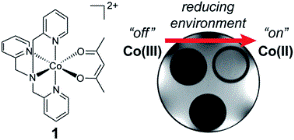 2+
N
N
O
Co
N
O
N
1
reducing
environment
"off" "on"
Co(III) Co(II)